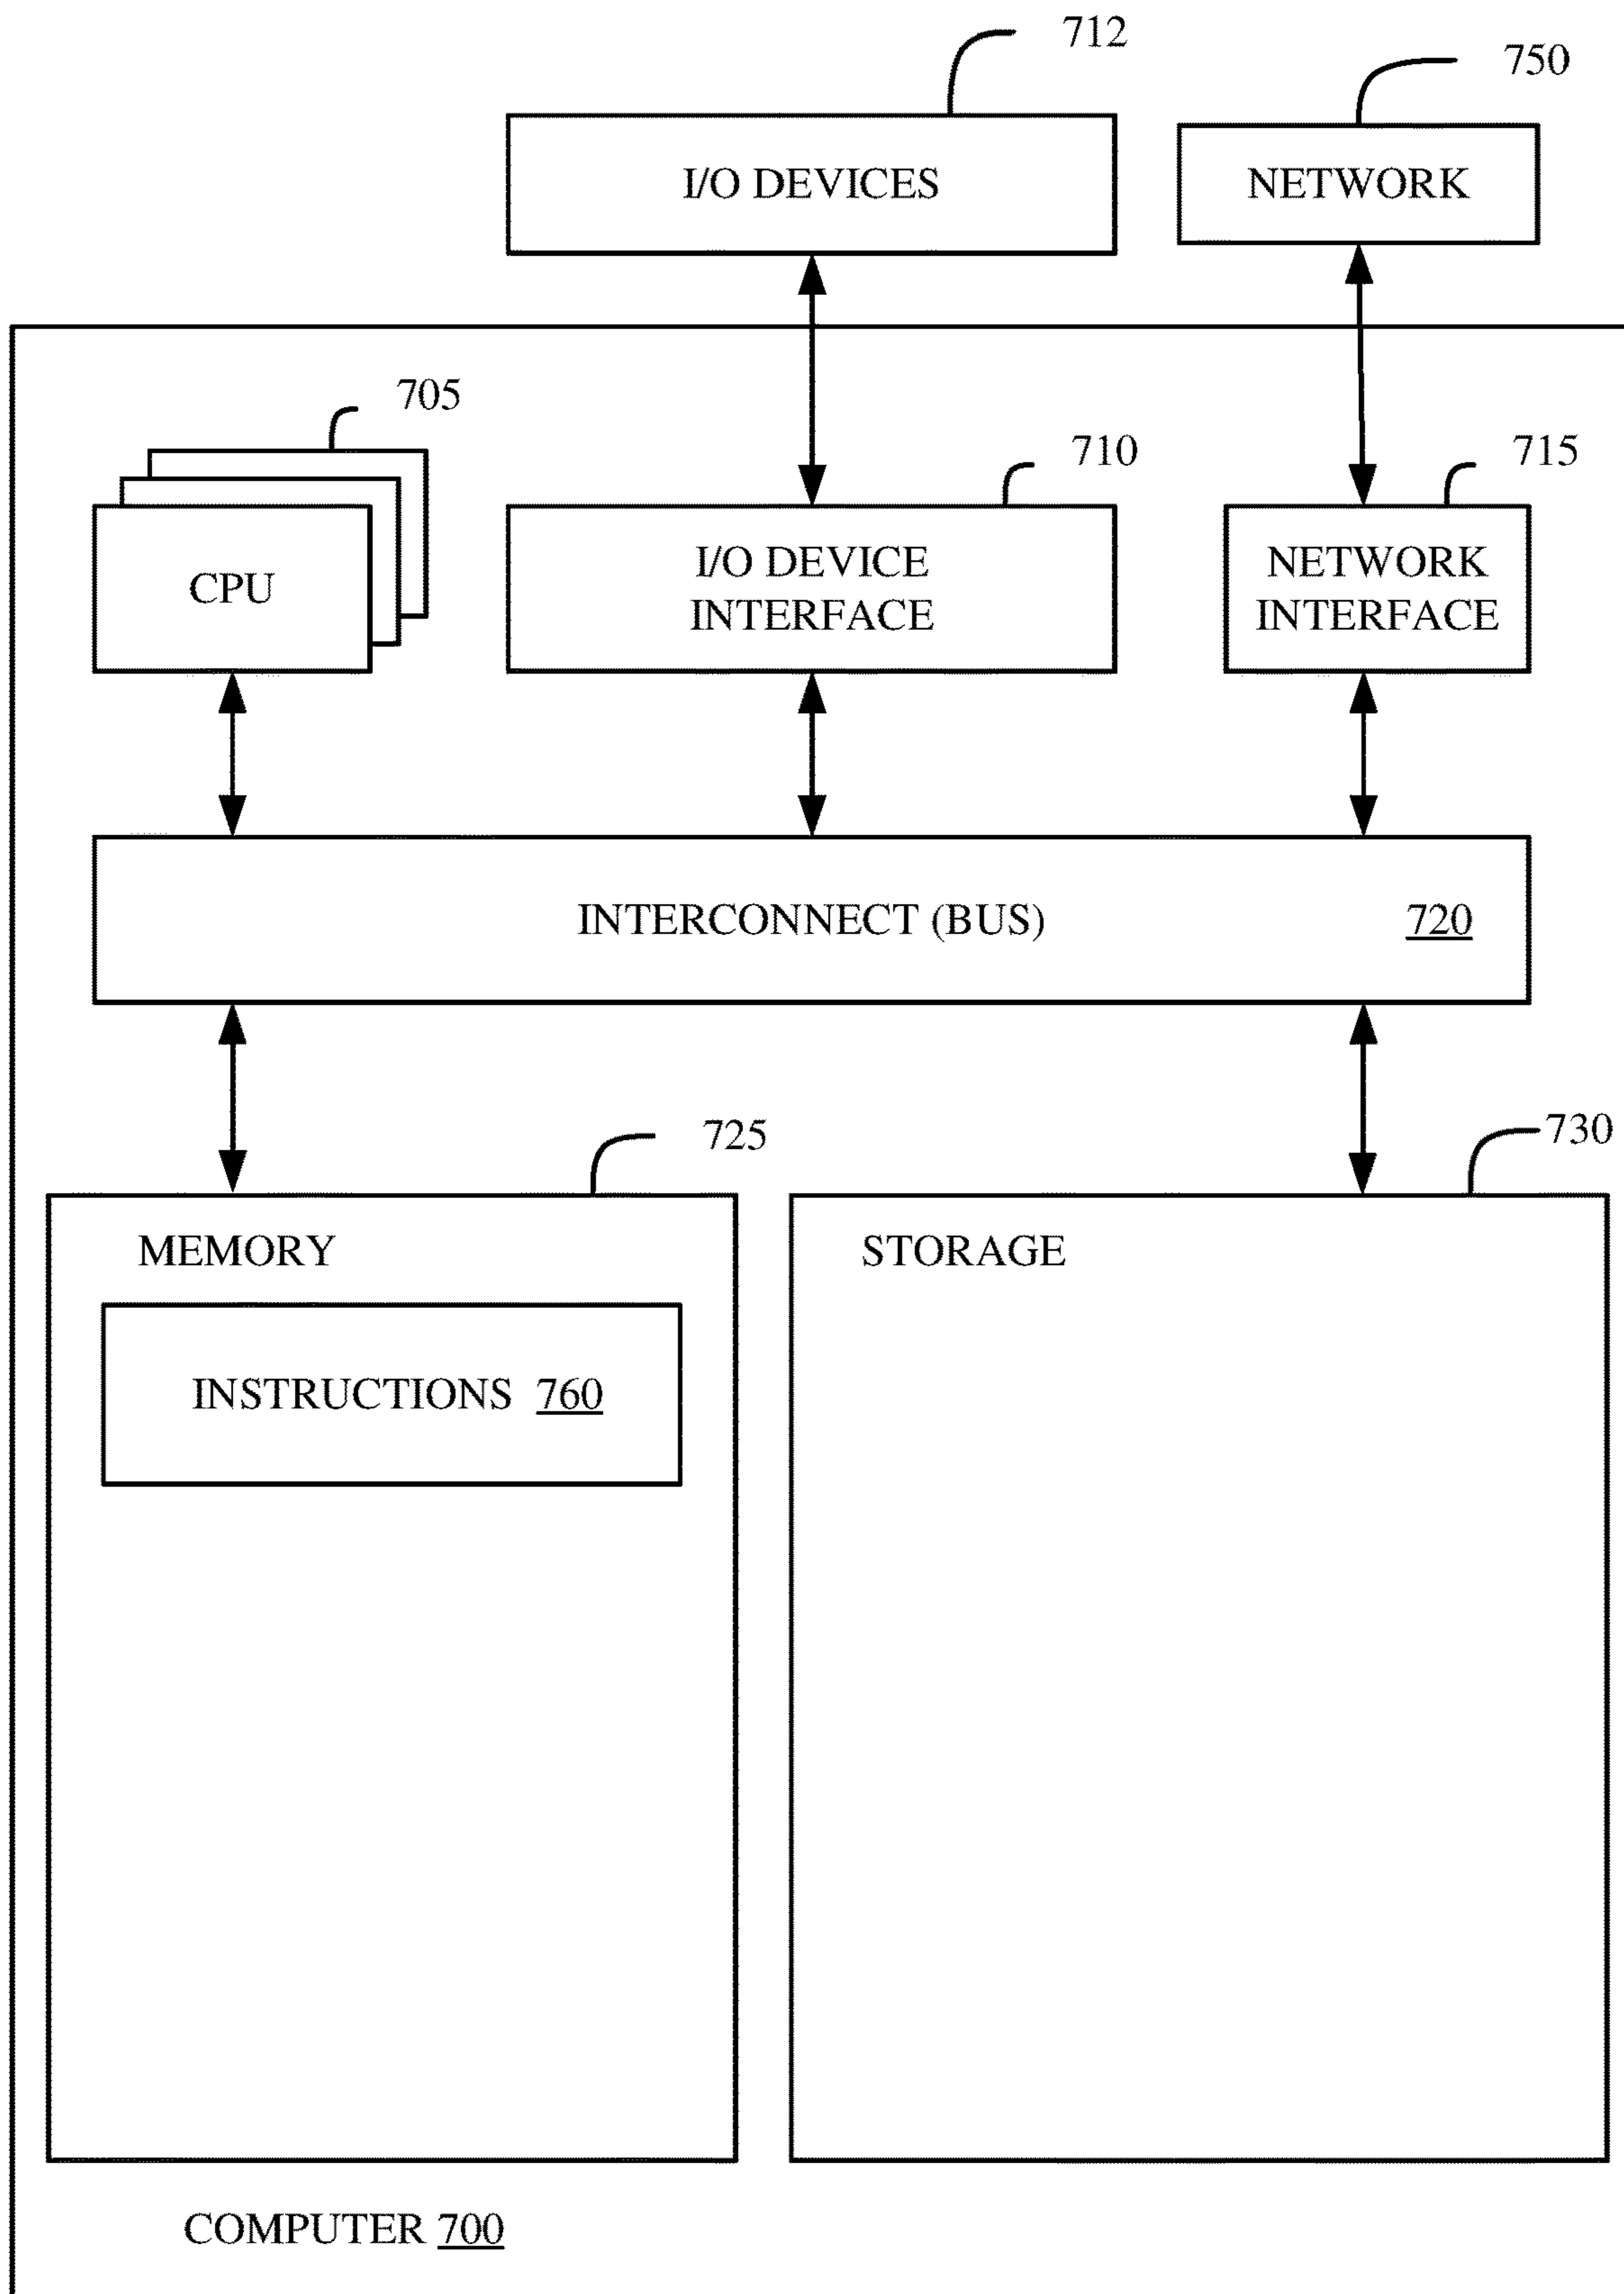 712
750
I/O DEVICES
NETWORK
705
710
715
CPU
I/O DEVICE
INTERFACE
NETWORK
INTERFACE
INTERCONNECT (BUS) 720
725
730
MEMORY
STORAGE
INSTRUCTIONS 760
COMPUTER 700